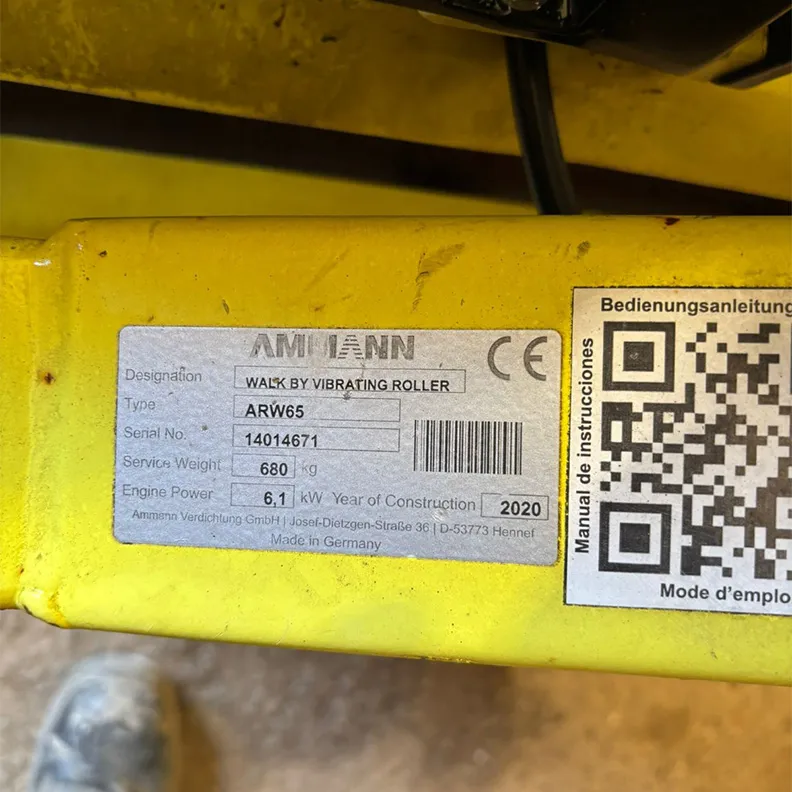 AMMANN
CE
Designation WALK BY VIBRATING ROLLER
Type ARW65
Serial No. 14014671
Service Weight 680 kg
Engine Power 6,1 kW Year of Construction 2020
Ammann Verdichtung GmbH | Josef-Dietzgen-Straße 36 | D-53773 Hennef
Made in Germany
Bedienungsanleitung
Manual de instrucciones
Mode d'emplo